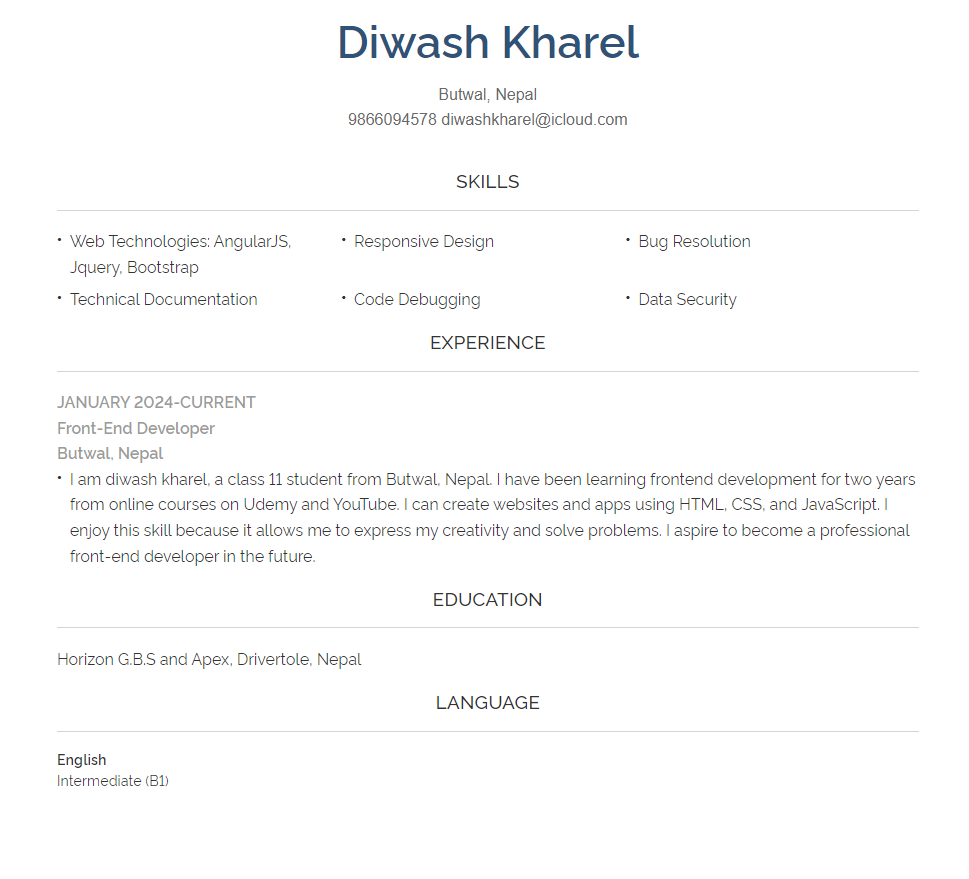 Diwash Kharel
Butwal, Nepal
9866094578 diwashkharel@icloud.com
SKILLS
• Web Technologies: AngularJS,
Jquery, Bootstrap
• Responsive Design
• Bug Resolution
• Technical Documentation
• Code Debugging
• Data Security
EXPERIENCE
JANUARY 2024-CURRENT
Front-End Developer
Butwal, Nepal
• I am diwash kharel, a class 11 student from Butwal, Nepal. I have been learning frontend development for two years
from online courses on Udemy and YouTube. I can create websites and apps using HTML, CSS, and JavaScript. I
enjoy this skill because it allows me to express my creativity and solve problems. I aspire to become a professional
front-end developer in the future.
EDUCATION
Horizon G.B.S and Apex, Drivertole, Nepal
LANGUAGE
English
Intermediate (B1)